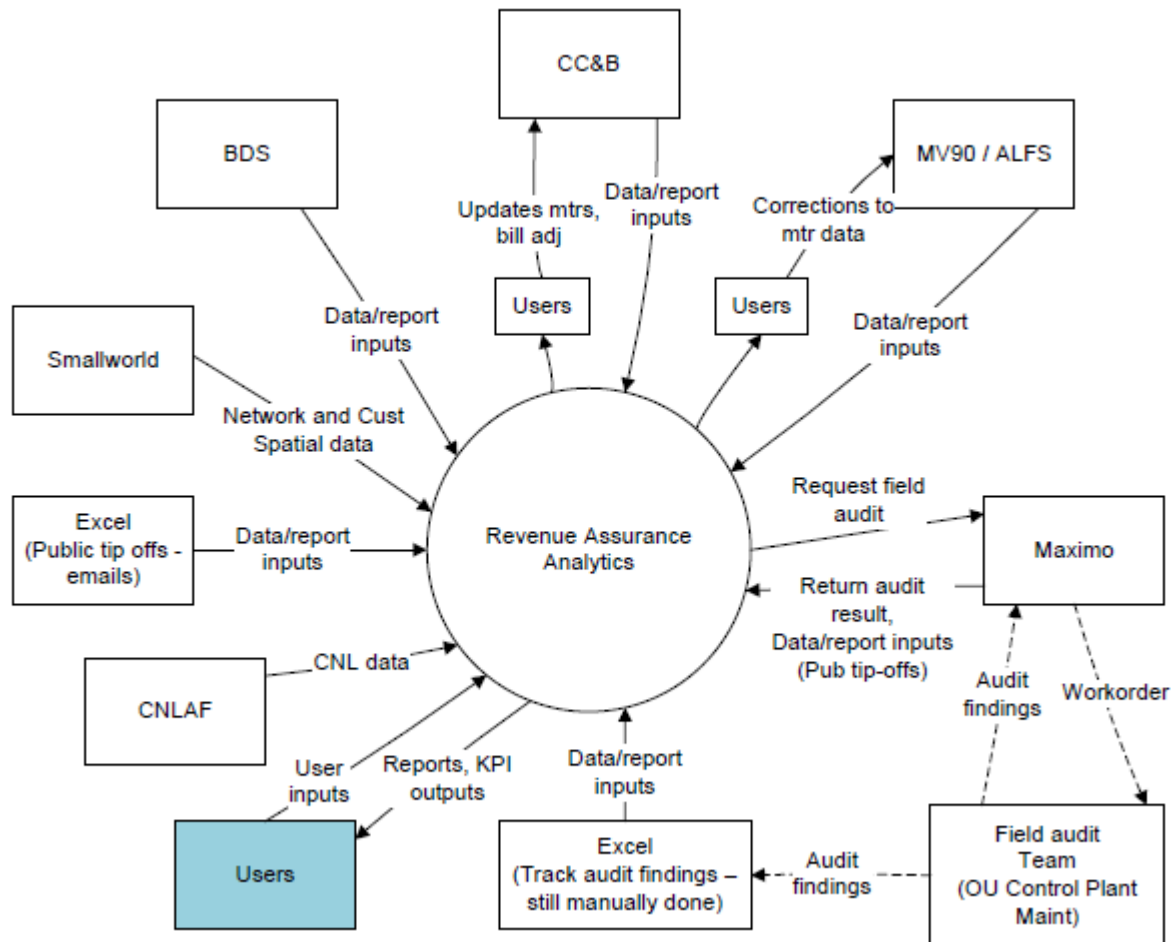 CC&B
BDS
MV90 / ALFS
Updates mtrs,
bill adj
Data/report
inputs
Corrections to
mtr data
Users
Users
Data/report
inputs
Data/report
inputs
Smallworld
Network and Cust
Spatial data
Excel
(Public tip offs -
emails)
Data/report
inputs
Revenue Assurance
Analytics
Request field
audit
Maximo
Return audit
result,
Data/report inputs
(Pub tip-offs)
CNLAF
CNL data
Audit
findings
Workorder
User
inputs
Reports, KPI
outputs
Data/report
inputs
Users
Excel
(Track audit findings –
still manually done)
Audit
findings
Field audit
Team
(OU Control Plant
Maint)